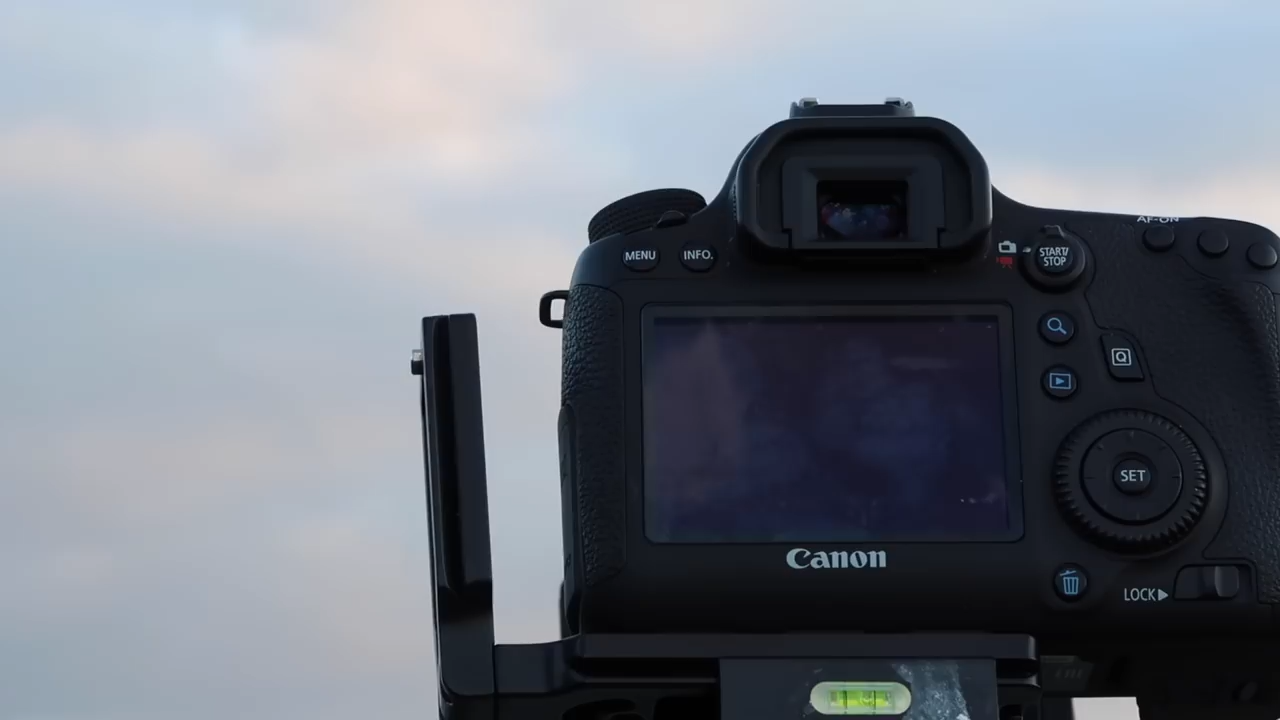 AF-ON
MENU
INFO.
START/
STOP
Q
SET
Canon
LOCK